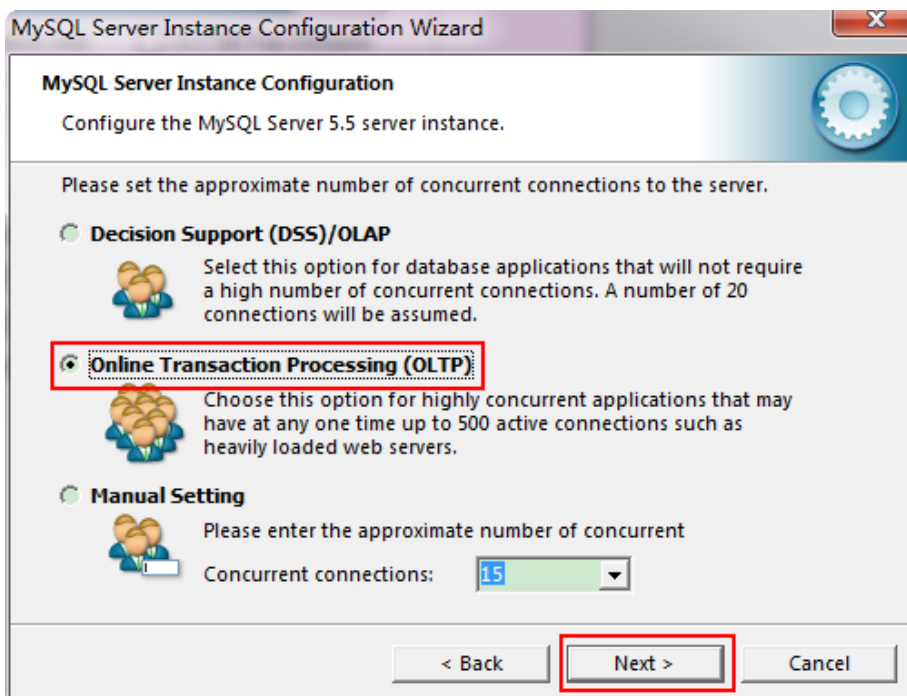 MySQL Server Instance Configuration Wizard
MySQL Server Instance Configuration
Configure the MySQL Server 5.5 server instance.
Please set the approximate number of concurrent connections to the server.
Decision Support (DSS)/OLAP
Select this option for database applications that will not require
a high number of concurrent connections. A number of 20
connections will be assumed.
Online Transaction Processing (OLTP)
Choose this option for highly concurrent applications that may
have at any one time up to 500 active connections such as
heavily loaded web servers.
Manual Setting
Please enter the approximate number of concurrent
Concurrent connections: 15
< Back Next > Cancel